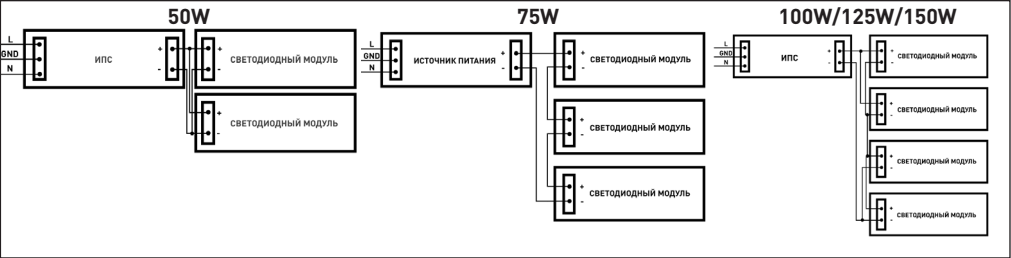 50W
75W
100W/125W/150W
L
GND
N
ИПС
+
-
СВЕТОДИОДНЫЙ МОДУЛЬ
+
-
СВЕТОДИОДНЫЙ МОДУЛЬ
+
-
L
GND
N
ИСТОЧНИК ПИТАНИЯ
+
-
СВЕТОДИОДНЫЙ МОДУЛЬ
+
-
СВЕТОДИОДНЫЙ МОДУЛЬ
+
-
СВЕТОДИОДНЫЙ МОДУЛЬ
+
-
L
GND
N
ИПС
+
-
СВЕТОДИОДНЫЙ МОДУЛЬ
+
-
СВЕТОДИОДНЫЙ МОДУЛЬ
+
-
СВЕТОДИОДНЫЙ МОДУЛЬ
+
-
СВЕТОДИОДНЫЙ МОДУЛЬ
+
-